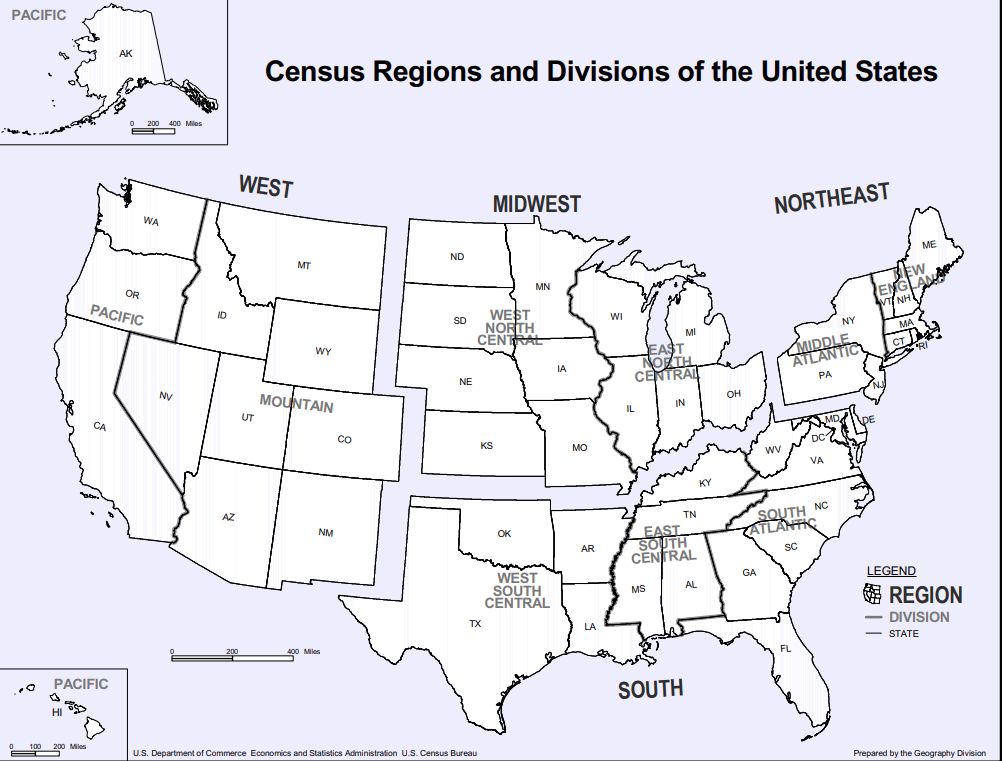 PACIFIC
AK
0 200 400 Miles
Census Regions and Divisions of the United States
WEST
MIDWEST
NORTHEAST
WA
MT
OR
PACIFIC
ID
WY
NV
UT
MOUNTAIN
CO
CA
AZ
NM
ND
MN
SD
WEST
NORTH
CENTRAL
NE
IA
KS
MO
WI
MI
EAST
NORTH
CENTRAL
IL
IN
OH
ME
NEW
ENGLAND
VT
NH
NY
MA
CT
RI
MIDDLE
ATLANTIC
PA
NJ
MD
DE
DC
WV
VA
KY
NC
TN
SOUTH
ATLANTIC
SC
EAST
SOUTH
CENTRAL
MS
AL
GA
FL
OK
AR
WEST
SOUTH
CENTRAL
TX
LA
SOUTH
LEGEND
REGION
DIVISION
STATE
0 200 400 Miles
PACIFIC
HI
0 100 200 Miles
U.S. Department of Commerce Economics and Statistics Administration U.S. Census Bureau
Prepared by the Geography Division